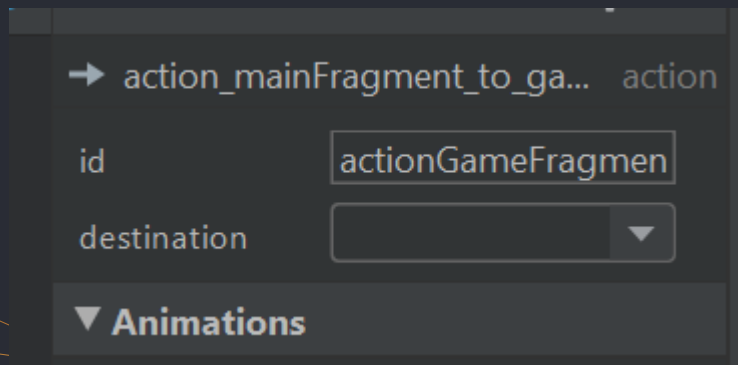 action_mainFragment_to_ga... action
id actionGameFragmen
destination
Animations